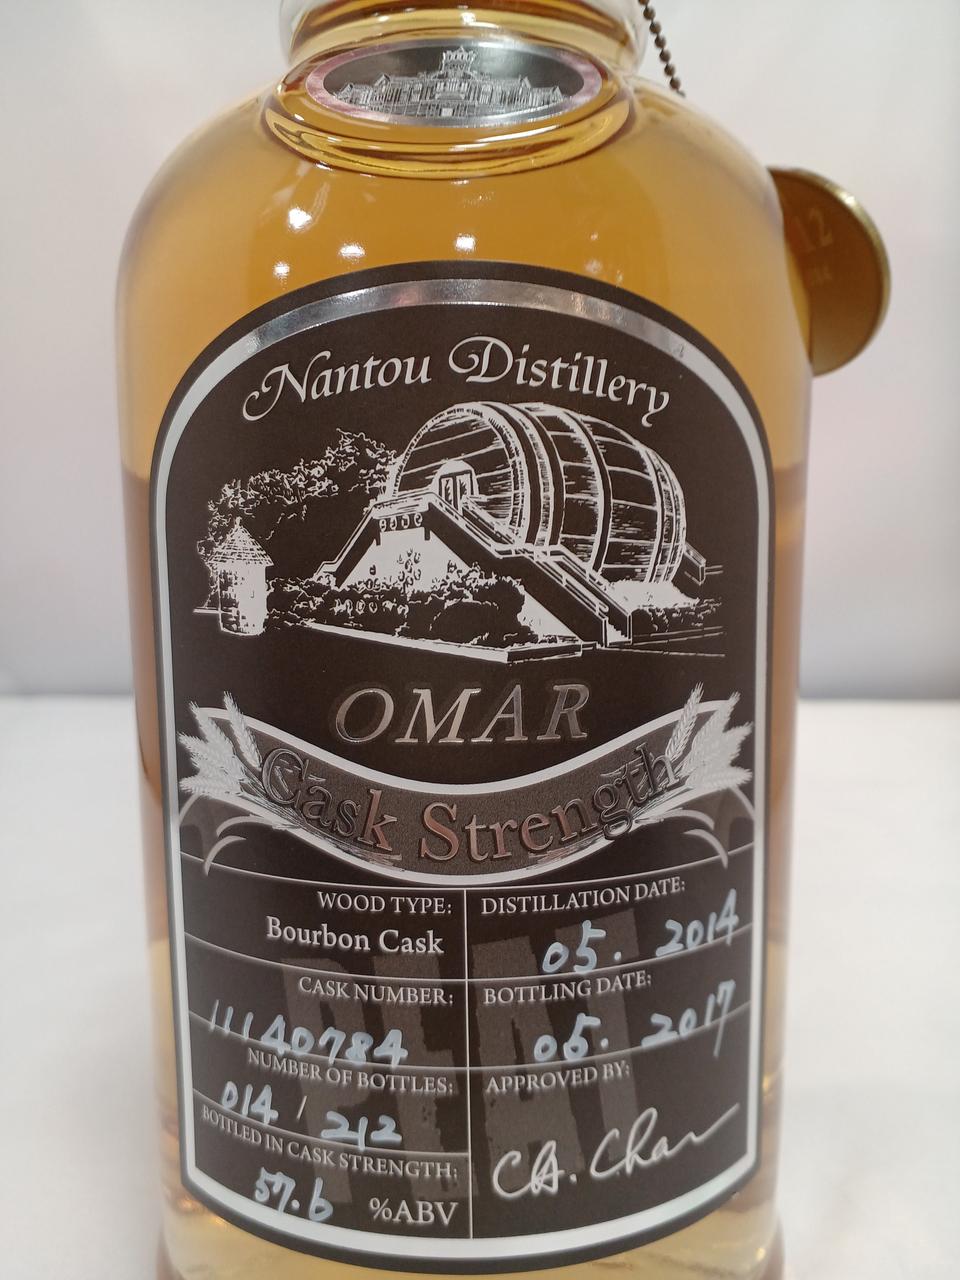 Nantou Distillery
OMAR
Cask Strength
WOOD TYPE:
Bourbon Cask
DISTILLATION DATE:
05. 2014
CASK NUMBER:
11140784
BOTTLING DATE:
05. 2017
NUMBER OF BOTTLES:
014 / 212
APPROVED BY:
C.A. Chan
BOTTLED IN CASK STRENGTH:
57.6 %ABV